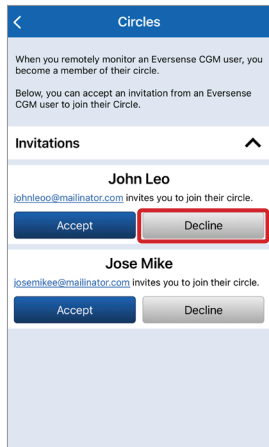 Circles
When you remotely monitor an Eversense CGM user, you
become a member of their circle.
Below, you can accept an invitation from an Eversense
CGM user to join their Circle.
Invitations
John Leo
johnleoo@mailinator.com invites you to join their circle.
Accept Decline
Jose Mike
josemikee@mailinator.com invites you to join their circle.
Accept Decline